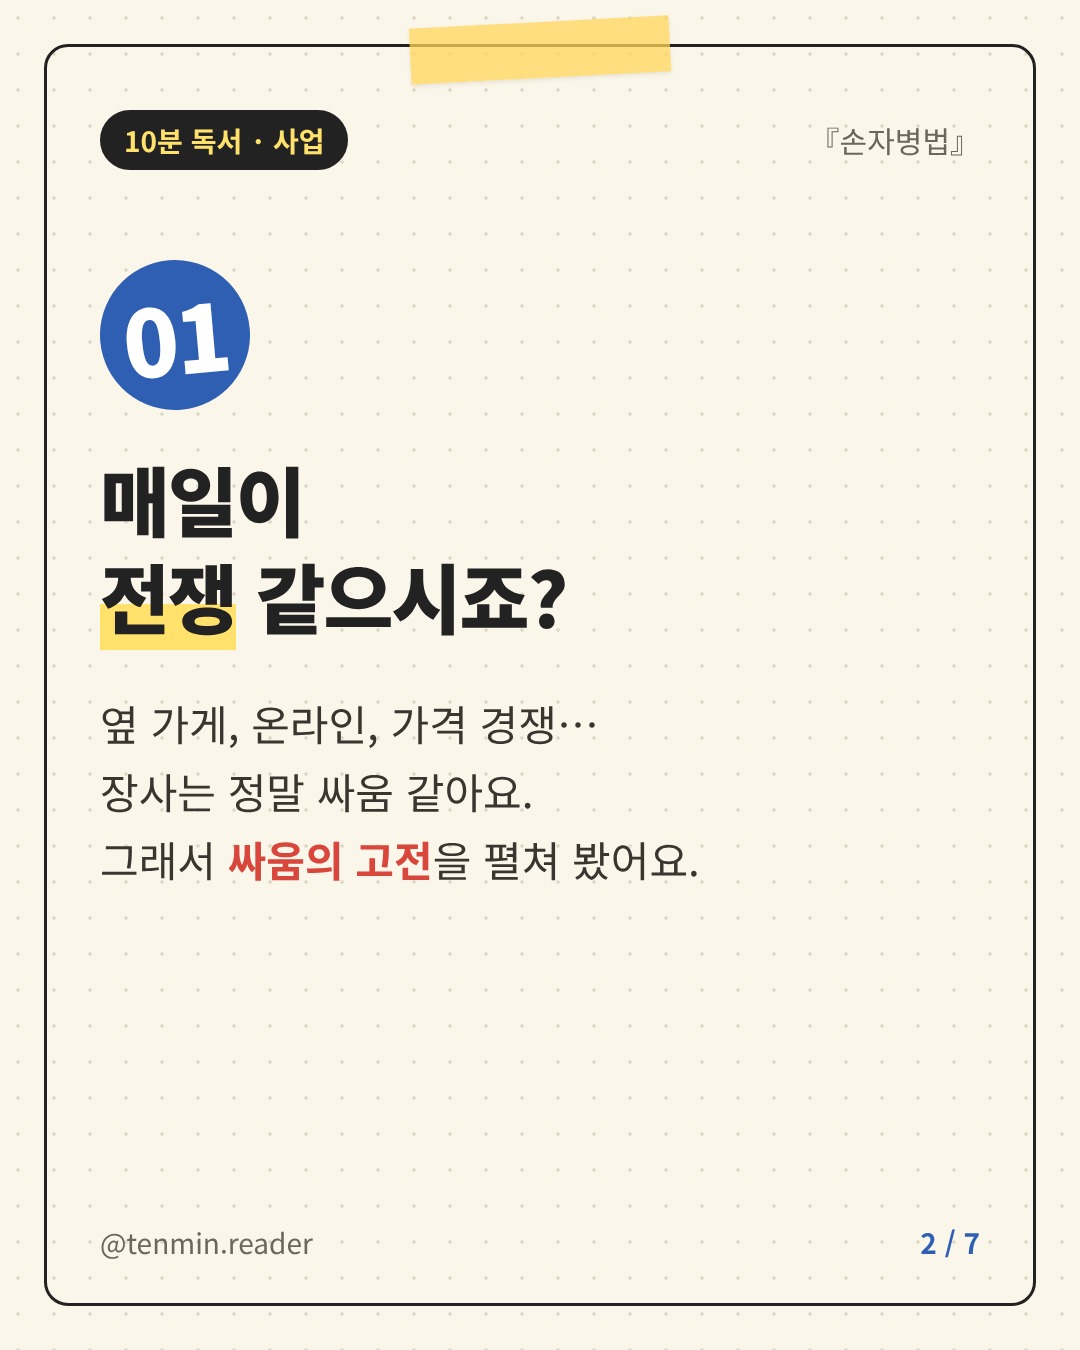 10분 독서 · 사업
『손자병법』
01
매일이
전쟁 같으시죠?
옆 가게, 온라인, 가격 경쟁…
장사는 정말 싸움 같아요.
그래서 싸움의 고전을 펼쳐 봤어요.
@tenmin.reader
2 / 7